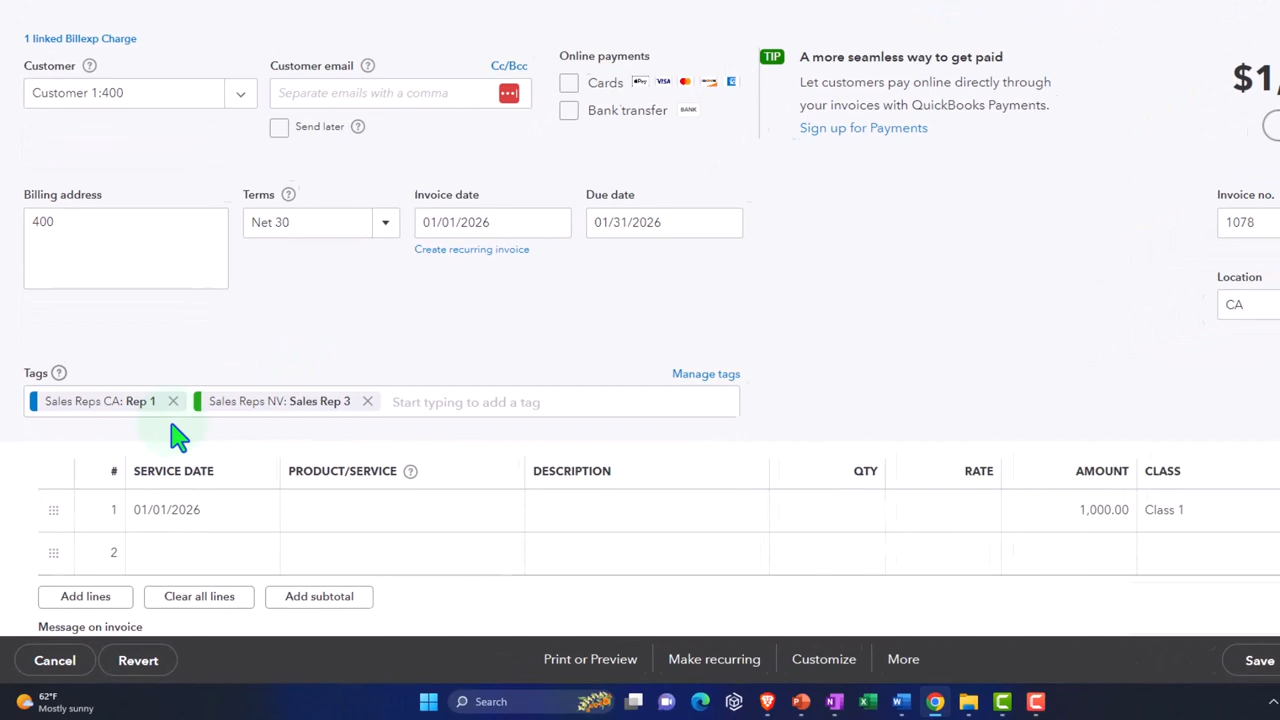 1 linked Billexp Charge
Customer
Customer email
Cc/Bcc
Online payments
TIP
A more seamless way to get paid
Customer 1:400
Separate emails with a comma
Cards
Pay VISA
Let customers pay online directly through
$1,
Send later
Bank transfer
BANK
your invoices with QuickBooks Payments.
Sign up for Payments
Billing address
Terms
Invoice date
Due date
Invoice no.
400
Net 30
01/01/2026
01/31/2026
1078
Create recurring invoice
Location
CA
Tags
Manage tags
Sales Reps CA: Rep 1
Sales Reps NV: Sales Rep 3
Start typing to add a tag
# SERVICE DATE PRODUCT/SERVICE DESCRIPTION QTY RATE AMOUNT CLASS
1 01/01/2026 1,000.00 Class 1
2
Add lines
Clear all lines
Add subtotal
Message on invoice
Cancel
Revert
Print or Preview
Make recurring
Customize
More
Save
62°F
Mostly sunny
Search